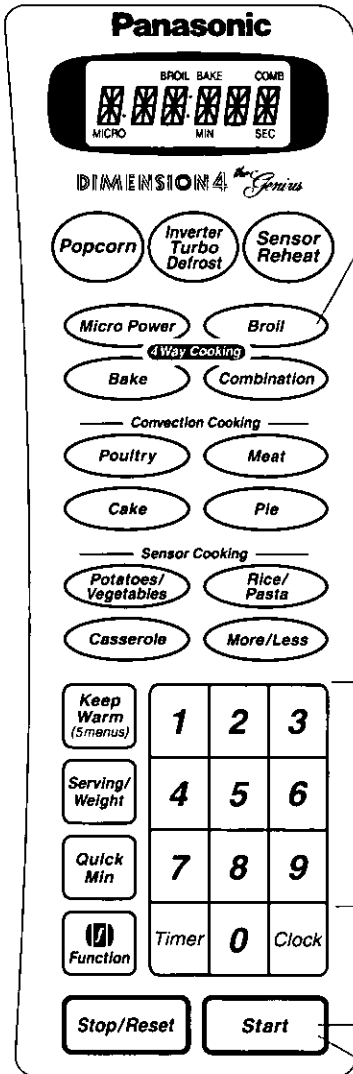 Panasonic
BROIL BAKE COMB
MICRO MIN SEC
DIMENSION 4 the Genius
Popcorn
Inverter
Turbo
Defrost
Sensor
Reheat
Micro Power
Broil
4 Way Cooking
Bake
Combination
Convection Cooking
Poultry
Meat
Cake
Pie
Sensor Cooking
Potatoes/
Vegetables
Rice/
Pasta
Casserole
More/Less
Keep
Warm
(5 menus)
1 2 3
Serving/
Weight
4 5 6
Quick
Min
7 8 9
Function
Timer 0 Clock
Stop/Reset
Start